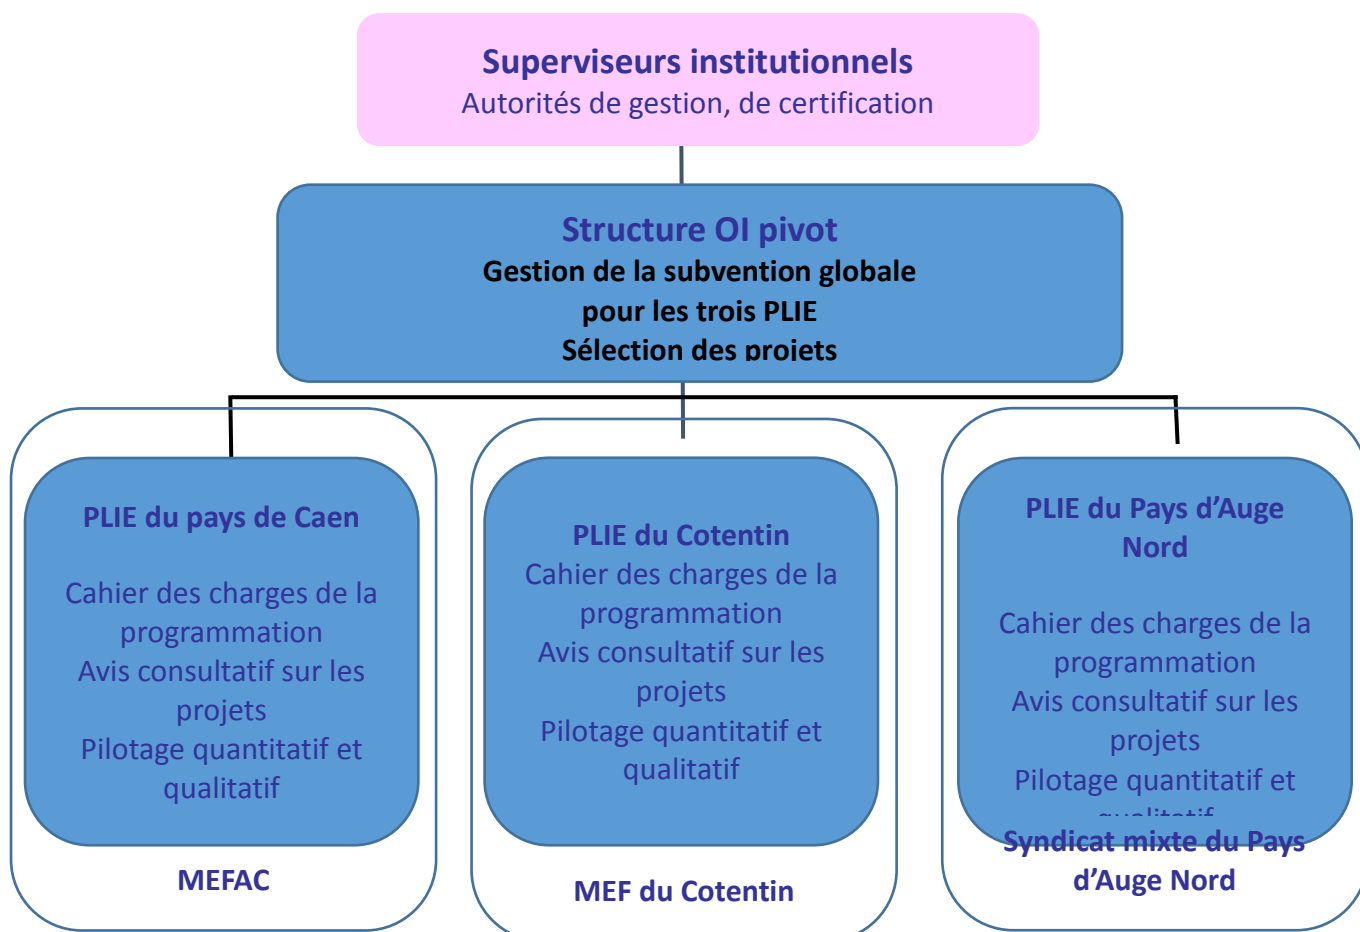 Superviseurs institutionnels
Autorités de gestion, de certification
Structure OI pivot
Gestion de la subvention globale
pour les trois PLIE
Sélection des projets
PLIE du pays de Caen
Cahier des charges de la
programmation
Avis consultatif sur les
projets
Pilotage quantitatif et
qualitatif
MEFAC
PLIE du Cotentin
Cahier des charges de la
programmation
Avis consultatif sur les
projets
Pilotage quantitatif et
qualitatif
MEF du Cotentin
PLIE du Pays d’Auge
Nord
Cahier des charges de la
programmation
Avis consultatif sur les
projets
Pilotage quantitatif et
qualitatif
Syndicat mixte du Pays
d’Auge Nord